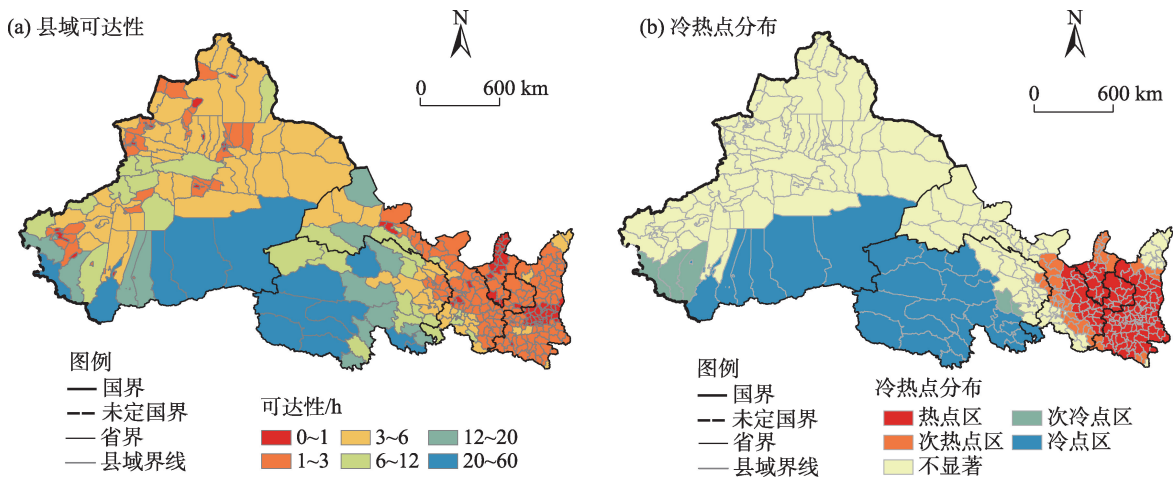 (a) 县域可达性
N
0 600 km
图例
国界
未定国界
省界
县域界线
可达性/h
0~1 3~6 12~20
1~3 6~12 20~60
(b) 冷热点分布
N
0 600 km
图例
国界
未定国界
省界
县域界线
冷热点分布
热点区 次冷点区
次热点区 冷点区
不显著